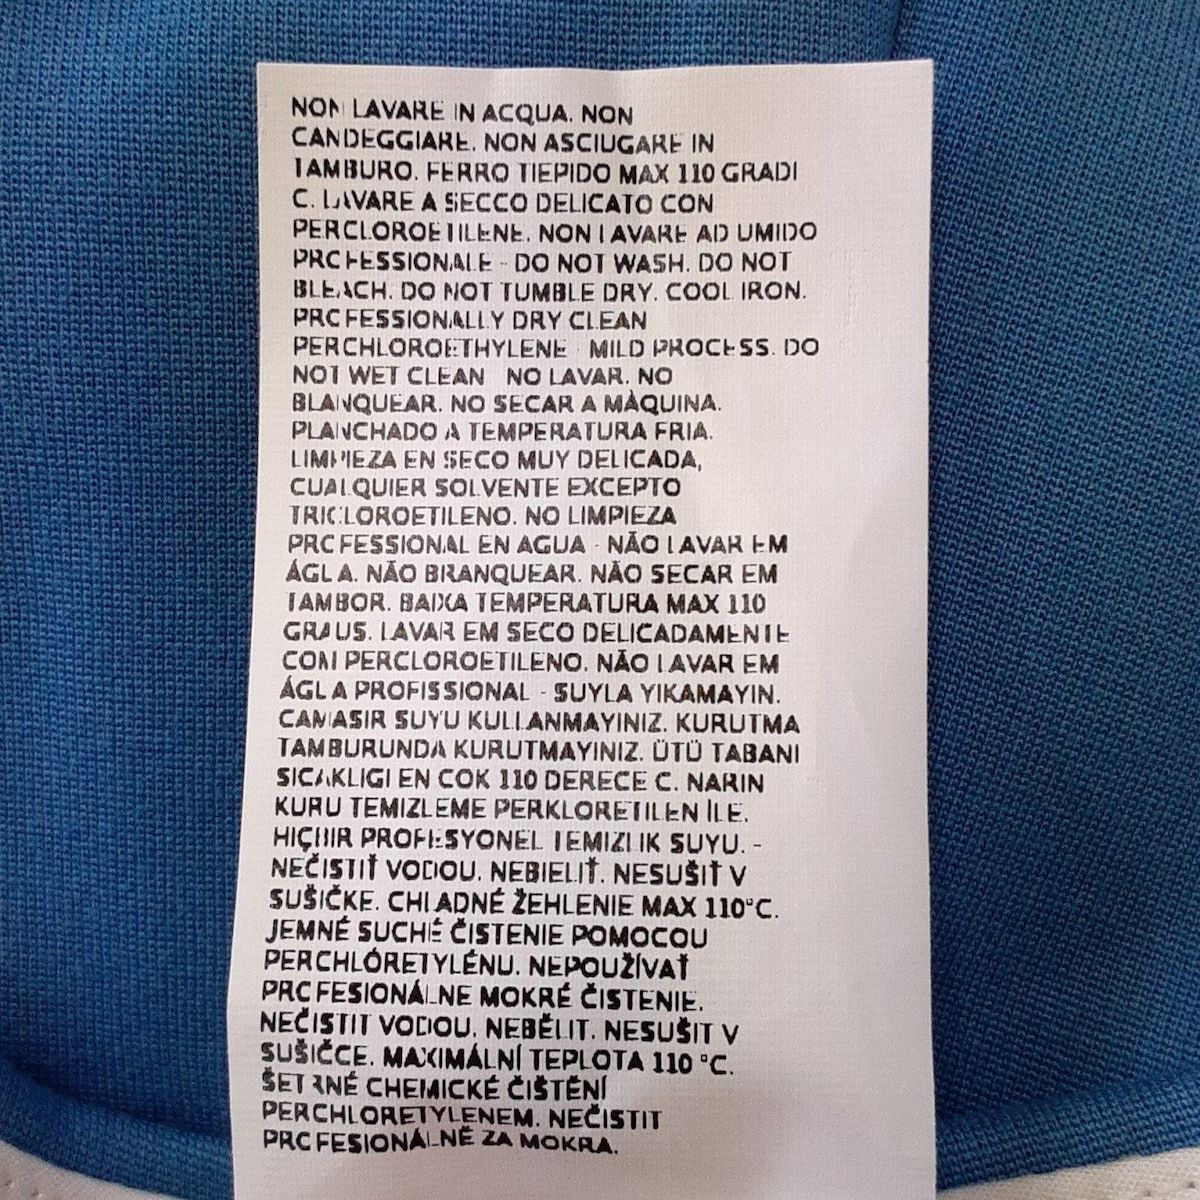 NON LAVARE IN ACQUA. NON
CANDEGGIARE. NON ASCIUGARE IN
TAMBURO. FERRO TIEPIDO MAX 110 GRADI
C. LAVARE A SECCO DELICATO CON
PERCLOROETILENE. NON LAVARE AD UMIDO
PROFESSIONALE - DO NOT WASH. DO NOT
BLEACH. DO NOT TUMBLE DRY. COOL IRON.
PROFESSIONALLY DRY CLEAN
PERCHLOROETHYLENE - MILD PROCESS. DO
NOT WET CLEAN - NO LAVAR. NO
BLANQUEAR. NO SECAR A MÀQUINA.
PLANCHADO A TEMPERATURA FRIA.
LIMPIEZA EN SECO MUY DELICADA,
CUALQUIER SOLVENTE EXCEPTO
TRICLOROETILENO. NO LIMPIEZA
PROFESSIONAL EN AGUA - NÃO LAVAR EM
ÁGUA. NÃO BRANQUEAR. NÃO SECAR EM
TAMBOR. BAIXA TEMPERATURA MAX 110
GRAUS. LAVAR EM SECO DELICADAMENTE
COM PERCLOROETILENO. NÃO LAVAR EM
ÁGUA PROFISSIONAL - SUYLA YIKAMAYIN.
CAMASIR SUYU KULLANMAYINIZ. KURUTMA
TAMBURUNDA KURUTMAYINIZ. ÜTÜ TABANI
SICAKLIGI EN COK 110 DERECE C. NARIN
KURU TEMIZLEME PERKLORETILEN İLE.
HIÇBIR PROFESYONEL TEMIZLIK SUYU. -
NEČISTIŤ VODOU. NEBIELIŤ. NESUŠIŤ V
SUŠIČKE. CHLADNÉ ŽEHLENIE MAX 110°C.
JEMNÉ SUCHÉ ČISTENIE POMOCOU
PERCHLÓRETYLÉNU. NEPOUŽÍVAŤ
PROFESIONÁLNE MOKRÉ ČISTENIE.
NEČISTIT VODOU. NEBĚLIT. NESUŠIT V
SUŠIČCE. MAXIMÁLNÍ TEPLOTA 110 °C.
ŠETRNÉ CHEMICKÉ ČIŠTĚNÍ
PERCHLORETYLENEM. NEČISTIT
PROFESIONÁLNĚ ZA MOKRA.